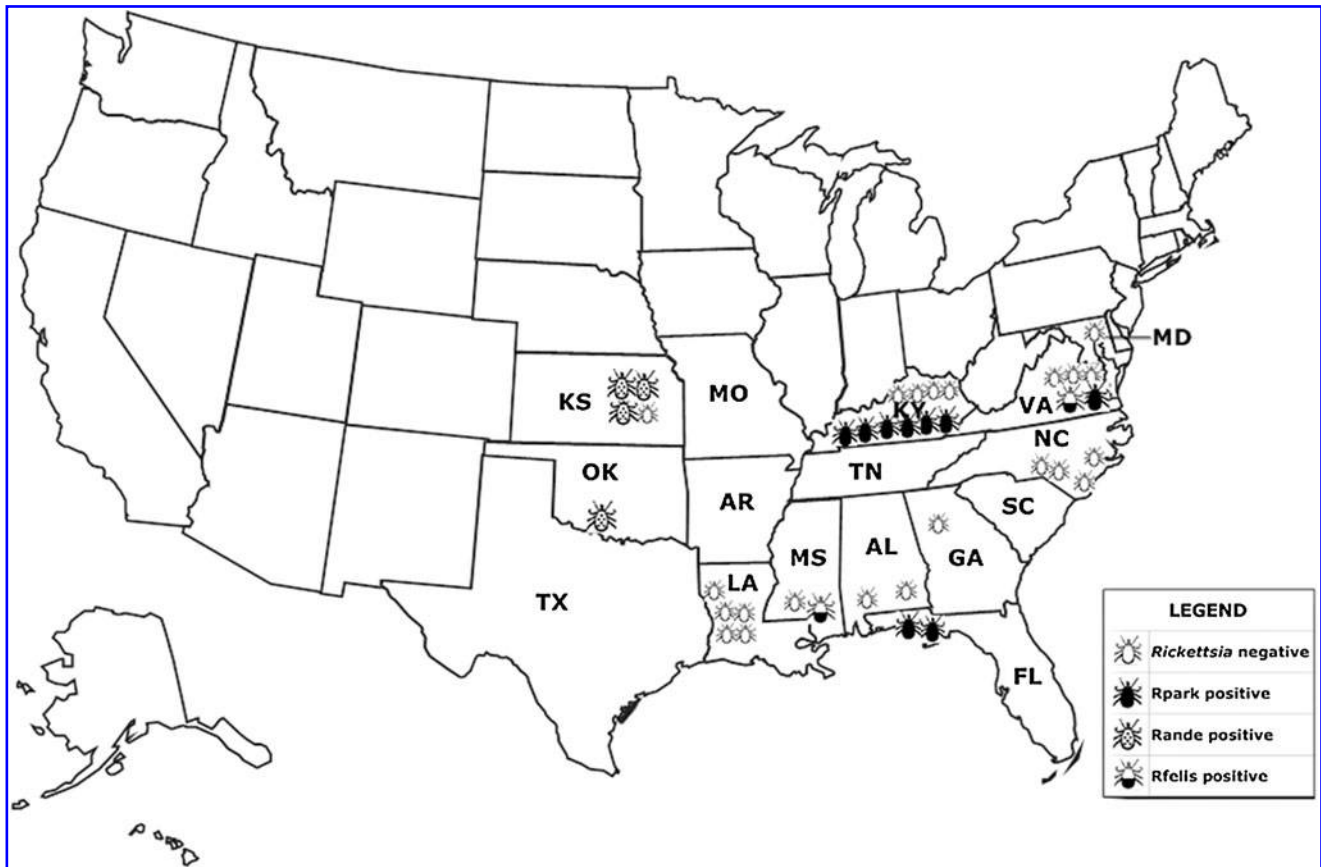 MD
KS
MO
KY
VA
NC
OK
TN
AR
SC
MS
AL
GA
LA
TX
FL
LEGEND
Rickettsia negative
Rpark positive
Rande positive
Rfelis positive